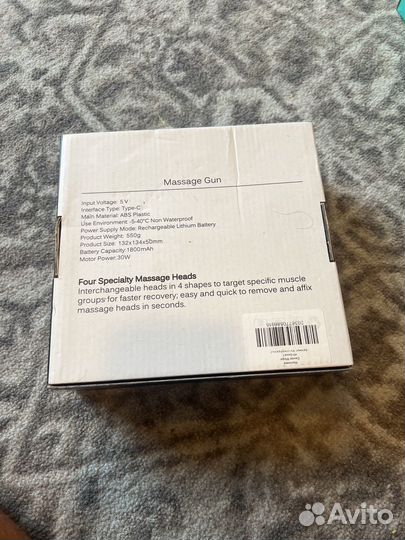 Massage Gun
Input Voltage: 5 V
Interface Type: Type-C
Main Material: ABS Plastic
Use Environment -5-40°C Non Waterproof
Power Supply Mode: Rechargeable Lithium Battery
Product Weight: 550g
Product Size: 132x134x50mm
Battery Capacity:1800mAh
Motor Power:30W
Four Specialty Massage Heads
Interchangeable heads in 4 shapes to target specific muscle
groups for faster recovery; easy and quick to remove and affix
massage heads in seconds.
Avito